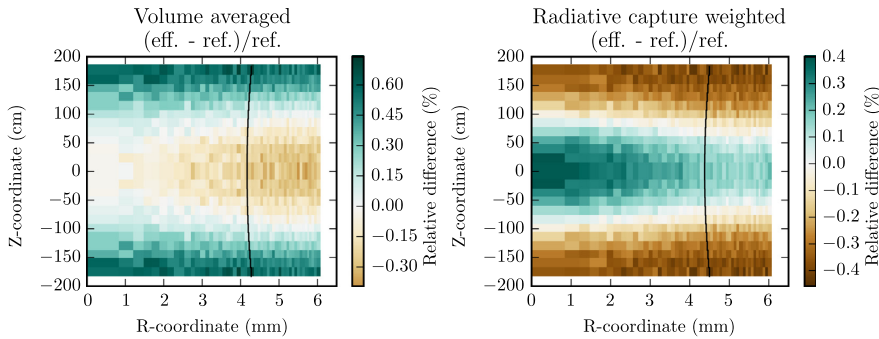 Volume averaged
(eff. - ref.)/ref.
200
150
100
50
0
−50
−100
−150
−200
Z-coordinate (cm)
0 1 2 3 4 5 6
R-coordinate (mm)
0.60
0.45
0.30
0.15
0.00
−0.15
−0.30
Relative difference (%)
Radiative capture weighted
(eff. - ref.)/ref.
200
150
100
50
0
−50
−100
−150
−200
Z-coordinate (cm)
0 1 2 3 4 5 6
R-coordinate (mm)
0.4
0.3
0.2
0.1
0.0
−0.1
−0.2
−0.3
−0.4
Relative difference (%)